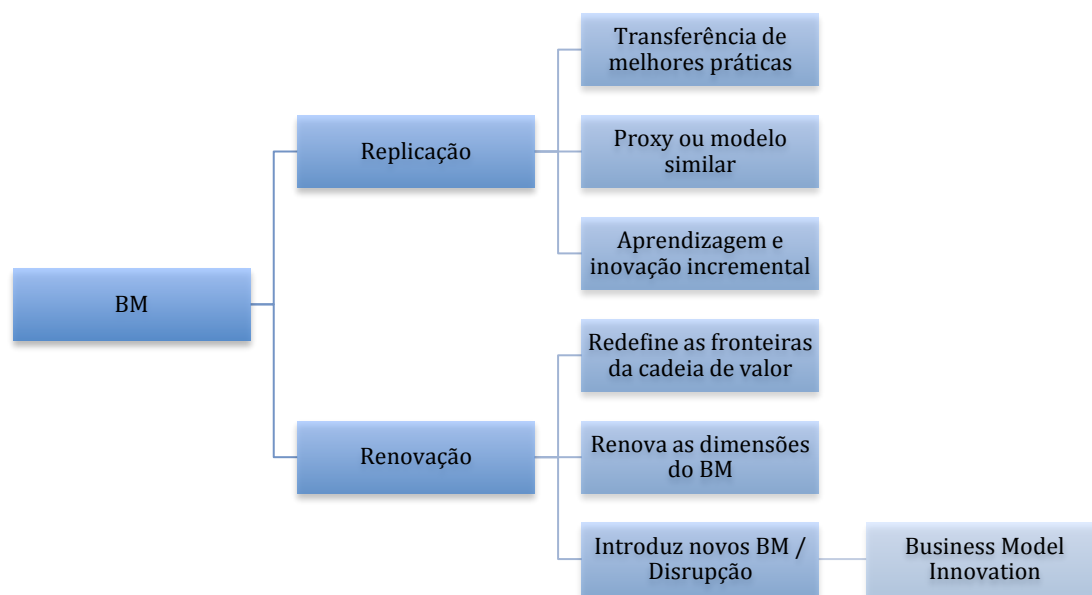 Transferência de
melhores práticas
Replicação
Proxy ou modelo
similar
Aprendizagem e
inovação incremental
BM
Redefine as fronteiras
da cadeia de valor
Renovação
Renova as dimensões
do BM
Introduz novos BM /
Disrupção
Business Model
Innovation